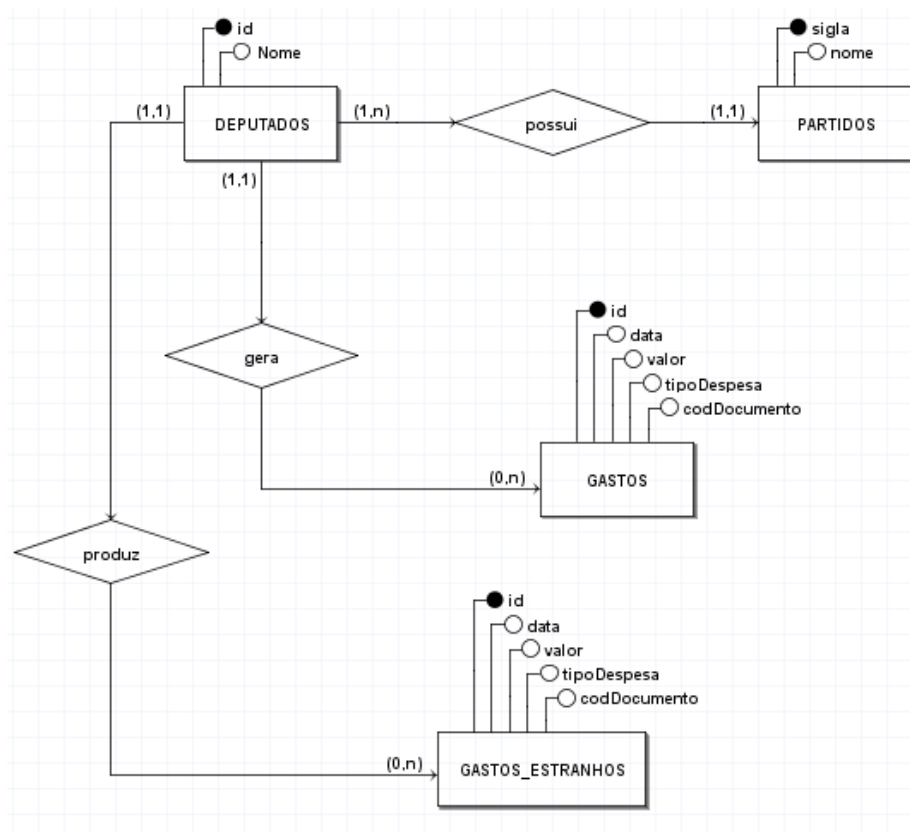 id
Nome
sigla
nome
(1,1)
DEPUTADOS
(1,n)
possui
(1,1)
PARTIDOS
(1,1)
gera
id
data
valor
tipoDespesa
codDocumento
(0,n)
GASTOS
produz
id
data
valor
tipoDespesa
codDocumento
(0,n)
GASTOS_ESTRANHOS